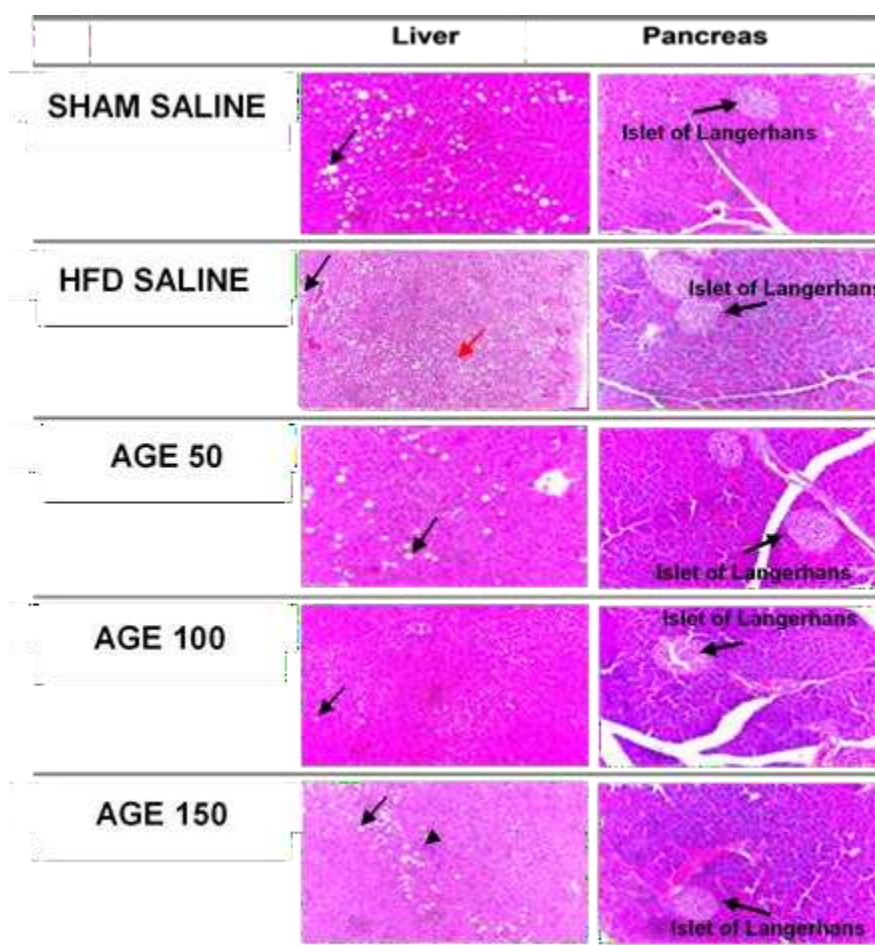 Liver Pancreas
SHAM SALINE
Islet of Langerhans
HFD SALINE
Islet of Langerhans
AGE 50
Islet of Langerhans
AGE 100
Islet of Langerhans
AGE 150
Islet of Langerhans